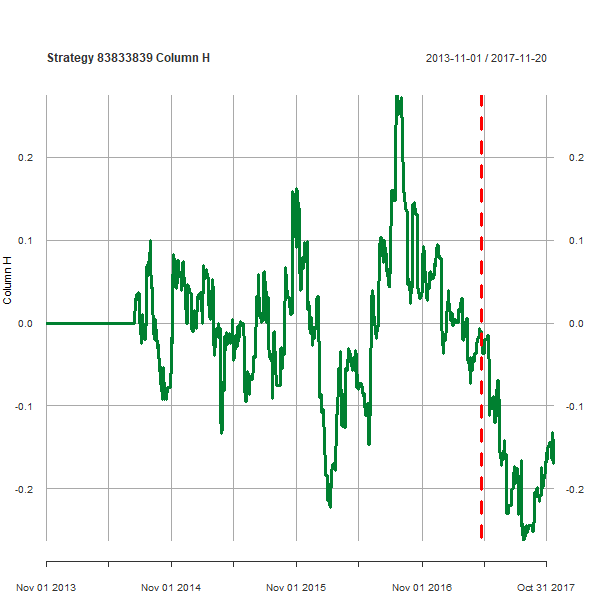 Strategy 83833839 Column H
2013-11-01 / 2017-11-20
Column H
0.2
0.2
0.1
0.1
0.0
0.0
-0.1
-0.1
-0.2
-0.2
Nov 01 2013
Nov 01 2014
Nov 01 2015
Nov 01 2016
Oct 31 2017